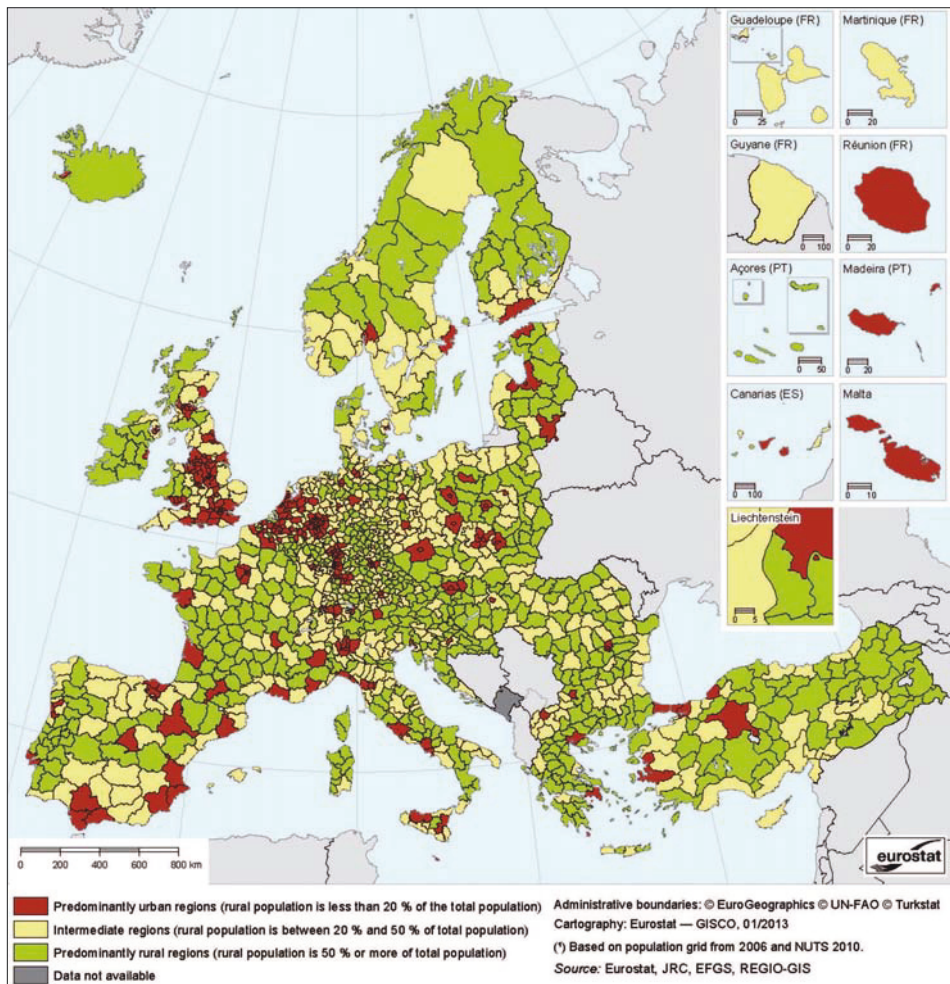 Guadeloupe (FR)
0 25
Martinique (FR)
0 20
Guyane (FR)
0 100
Réunion (FR)
0 20
Açores (PT)
0 50
Madeira (PT)
0 20
Canarias (ES)
0 100
Malta
0 10
Liechtenstein
0 5
eurostat
0 200 400 600 800 km
Predominantly urban regions (rural population is less than 20 % of the total population)
Intermediate regions (rural population is between 20 % and 50 % of total population)
Predominantly rural regions (rural population is 50 % or more of total population)
Data not available
Administrative boundaries: © EuroGeographics © UN-FAO © Turkstat
Cartography: Eurostat — GISCO, 01/2013
(¹) Based on population grid from 2006 and NUTS 2010.
Source: Eurostat, JRC, EFGS, REGIO-GIS